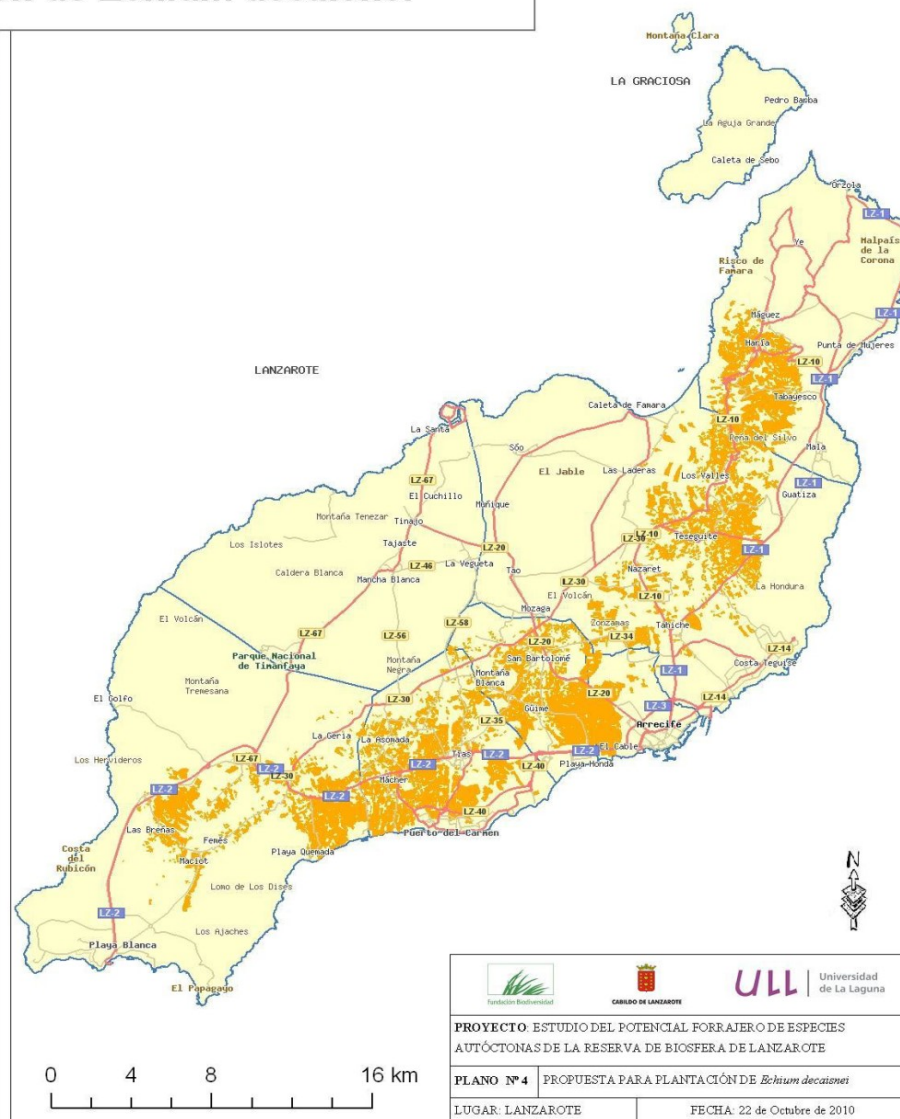 Montaña Clara
LA GRACIOSA
Pedro Barba
La Aguja Grande
Caleta de Sebo
Orzola
LZ-1
Ye
Malpaís
de la
Corona
Risco de
Famara
LZ-1
Máguez
Haría
Punta de Mujeres
LZ-10
LZ-1
LANZAROTE
Tabayesco
Caleta de Famara
LZ-10
La Santa
Peña del Silvo
Sóo
Mala
El Jable
Las Laderas
Los Valles
LZ-67
LZ-1
El Cuchillo
Guatiza
Muñique
Montaña Tenezar
Tinajo
LZ-10
Teseguite
LZ-30
Los Islotes
Tajaste
LZ-20
LZ-1
LZ-46
La Vegueta
Tao
Nazaret
Caldera Blanca
Mancha Blanca
LZ-30
La Hondura
El Volcán
LZ-10
Mozaga
El Volcán
LZ-58
Zonzamas
Tahiche
LZ-67
LZ-56
LZ-34
LZ-20
LZ-14
Parque Nacional
de Timanfaya
Montaña
Negra
San Bartolomé
Costa Teguise
Montaña
Blanca
LZ-1
Montaña
Tremesana
El Golfo
LZ-30
LZ-20
LZ-14
Güime
LZ-3
LZ-35
Arrecife
La Geria
La Asomada
El Cable
Tías
LZ-2
LZ-2
Los Hervideros
LZ-67
LZ-2
LZ-2
LZ-40
Playa Honda
LZ-30
Mácher
LZ-2
LZ-2
LZ-40
Las Breñas
Puerto del Carmen
Femés
Costa
del
Rubicón
Playa Quemada
Maciot
Lomo de Los Dises
LZ-2
Los Ajaches
Playa Blanca
El Papagayo
N
Fundación Biodiversidad
CABILDO DE LANZAROTE
ULL
Universidad
de La Laguna
PROYECTO: ESTUDIO DEL POTENCIAL FORRAJERO DE ESPECIES
AUTÓCTONAS DE LA RESERVA DE BIOSFERA DE LANZAROTE
PLANO Nº 4
PROPUESTA PARA PLANTACIÓN DE Echium decaisnei
0 4 8 16 km
LUGAR: LANZAROTE
FECHA: 22 de Octubre de 2010